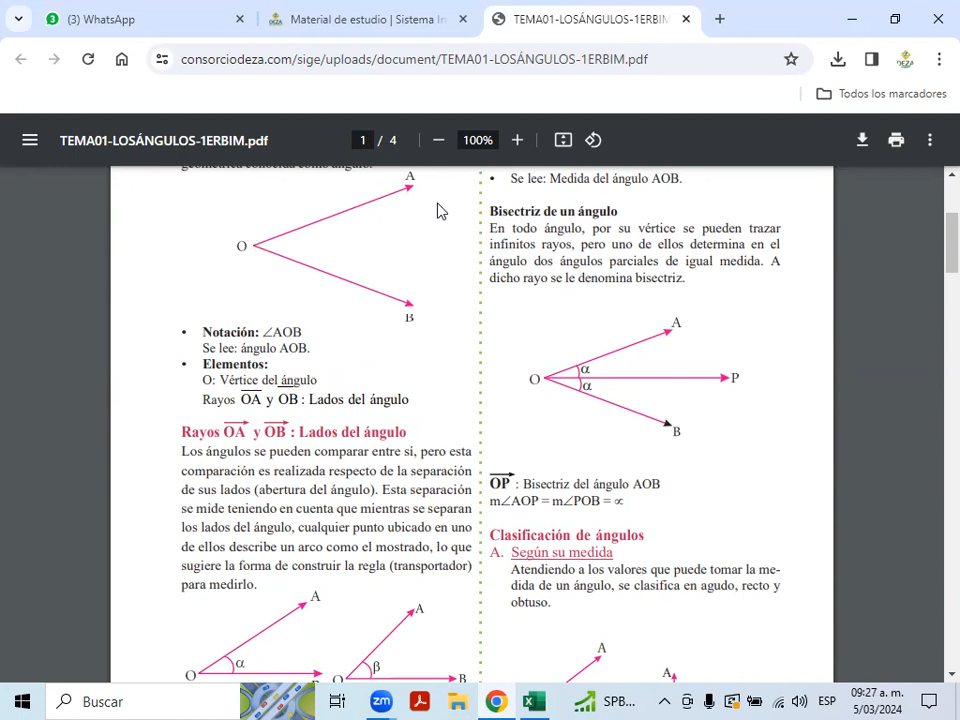 3 (3) WhatsApp
Material de estudio | Sistema In
TEMA01-LOSÁNGULOS-1ERBIM
consorciodeza.com/sige/uploads/document/TEMA01-LOSÁNGULOS-1ERBIM.pdf
DEZA
Todos los marcadores
TEMA01-LOSÁNGULOS-1ERBIM.pdf
1 / 4
100%
geométrica conocida como ángulo.
A
O
B
• Notación: ∠AOB
Se lee: ángulo AOB.
• Elementos:
O: Vértice del ángulo
Rayos OA y OB : Lados del ángulo
Rayos OA y OB : Lados del ángulo
Los ángulos se pueden comparar entre sí, pero esta
comparación es realizada respecto de la separación
de sus lados (abertura del ángulo). Esta separación
se mide teniendo en cuenta que mientras se separan
los lados del ángulo, cualquier punto ubicado en uno
de ellos describe un arco como el mostrado, lo que
sugiere la forma de construir la regla (transportador)
para medirlo.
A
A
α
β
O
O
B
• Se lee: Medida del ángulo AOB.
Bisectriz de un ángulo
En todo ángulo, por su vértice se pueden trazar
infinitos rayos, pero uno de ellos determina en el
ángulo dos ángulos parciales de igual medida. A
dicho rayo se le denomina bisectriz.
A
α
O
P
α
B
OP : Bisectriz del ángulo AOB
m∠AOP = m∠POB = ∝
Clasificación de ángulos
A. Según su medida
Atendiendo a los valores que puede tomar la me-
dida de un ángulo, se clasifica en agudo, recto y
obtuso.
A
A
Buscar
zm
SPB...
ESP
09:27 a. m.
5/03/2024